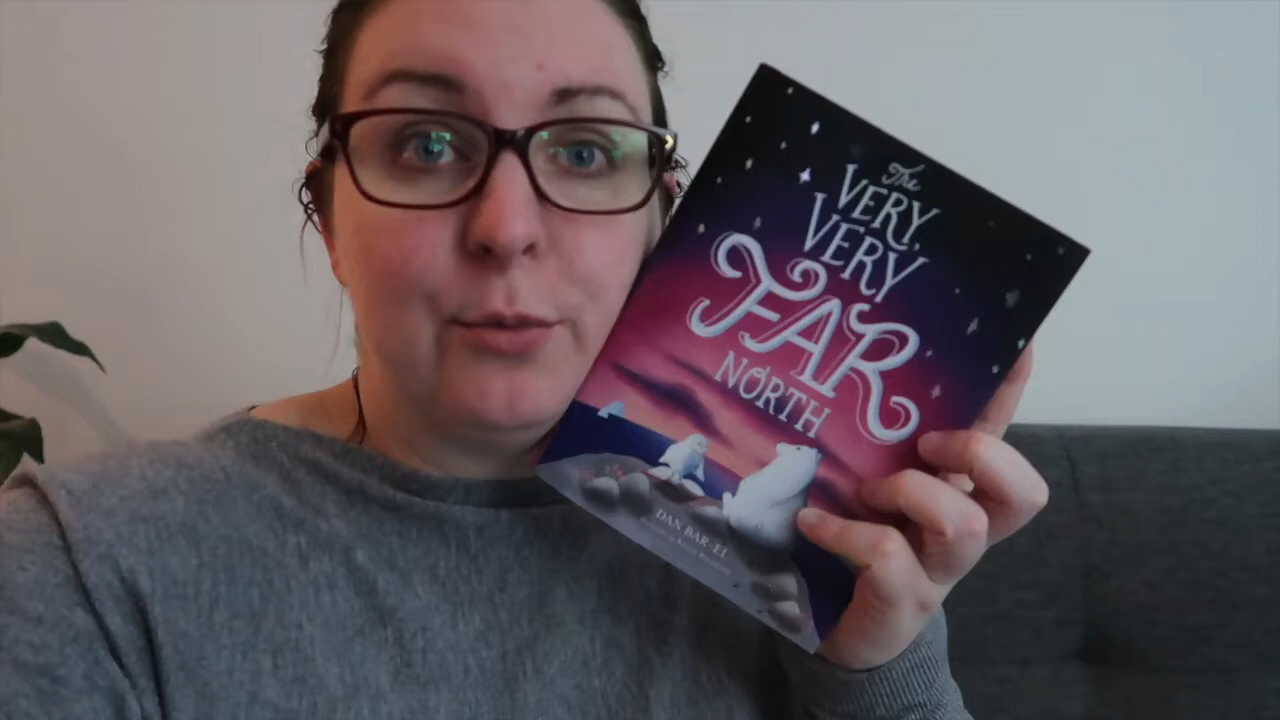 The
VERY,
VERY
FAR
NORTH
DAN BAR-EL